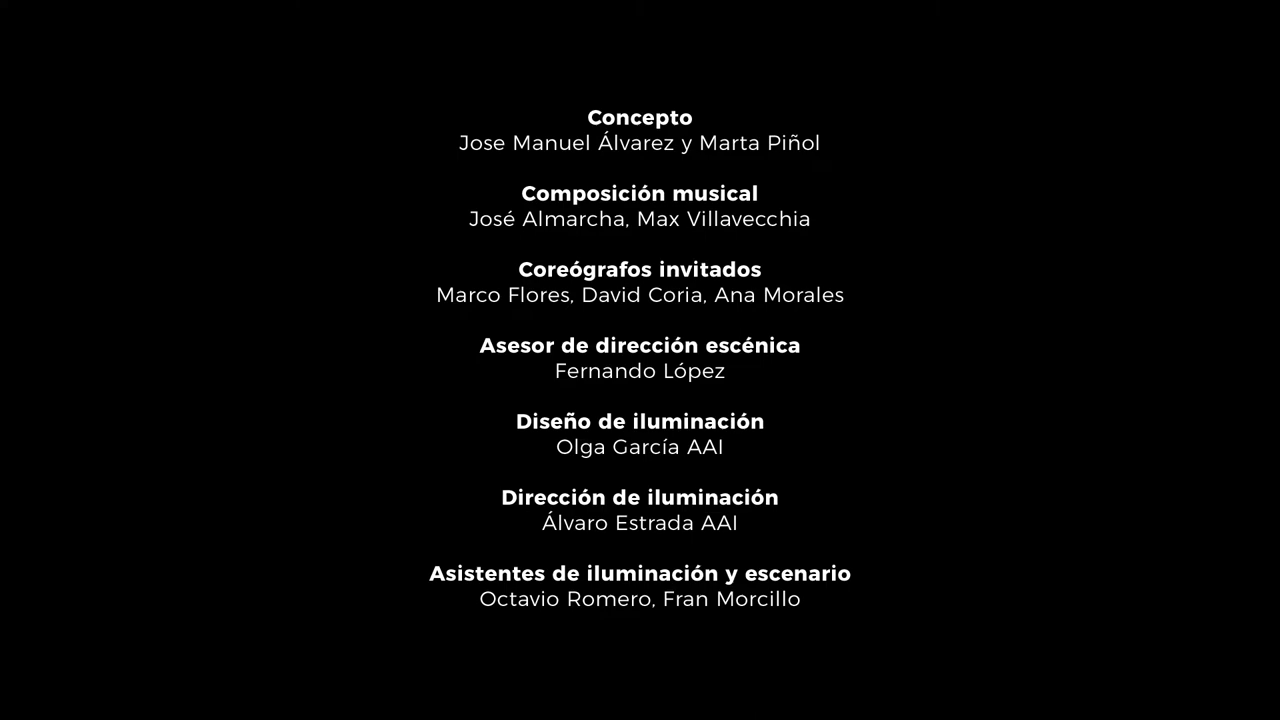 Concepto
Jose Manuel Álvarez y Marta Piñol
Composición musical
José Almarcha, Max Villavecchia
Coreógrafos invitados
Marco Flores, David Coria, Ana Morales
Asesor de dirección escénica
Fernando López
Diseño de iluminación
Olga García AAI
Dirección de iluminación
Álvaro Estrada AAI
Asistentes de iluminación y escenario
Octavio Romero, Fran Morcillo